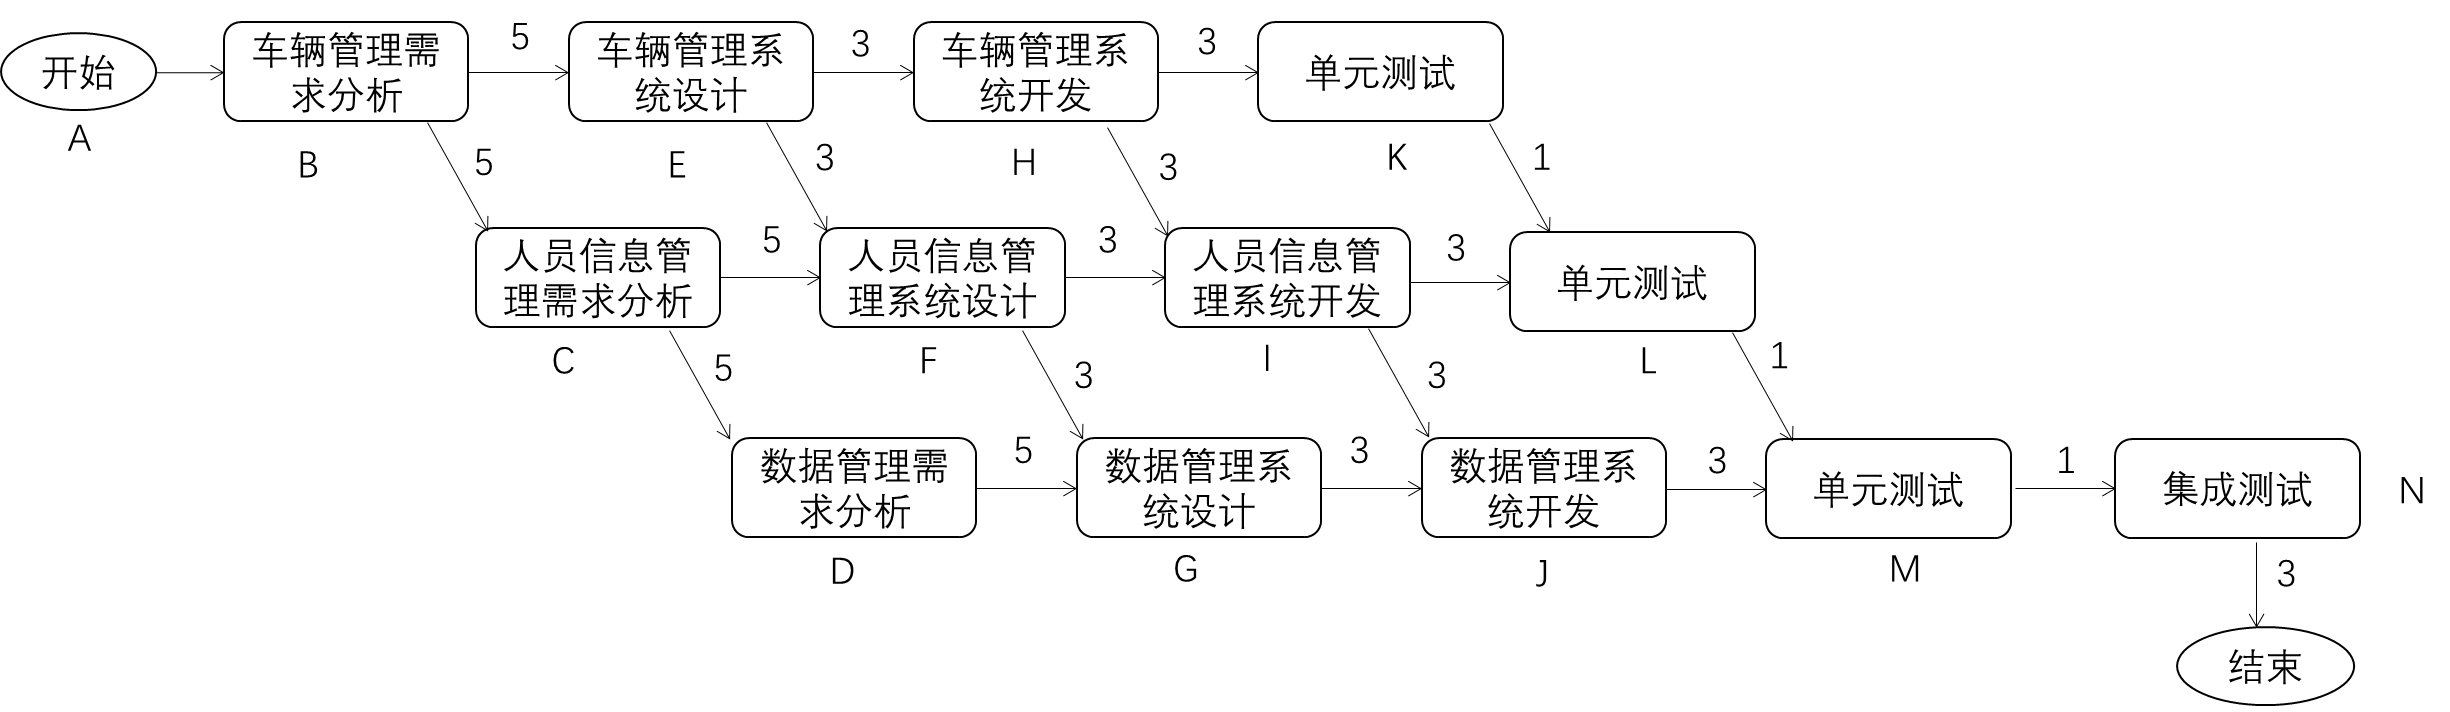 开始
A
车辆管理需
求分析
B
5
车辆管理系
统设计
E
3
车辆管理系
统开发
H
3
单元测试
K
5
3
3
1
人员信息管
理需求分析
C
5
人员信息管
理系统设计
F
3
人员信息管
理系统开发
I
3
单元测试
L
5
3
3
1
数据管理需
求分析
D
5
数据管理系
统设计
G
3
数据管理系
统开发
J
3
单元测试
M
1
集成测试
N
3
结束